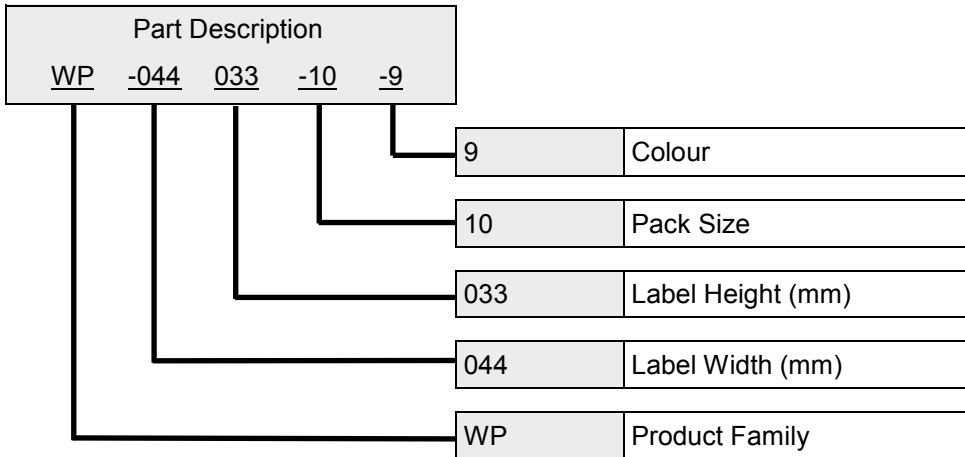 Part Description
WP -044 033 -10 -9
9 Colour
10 Pack Size
033 Label Height (mm)
044 Label Width (mm)
WP Product Family